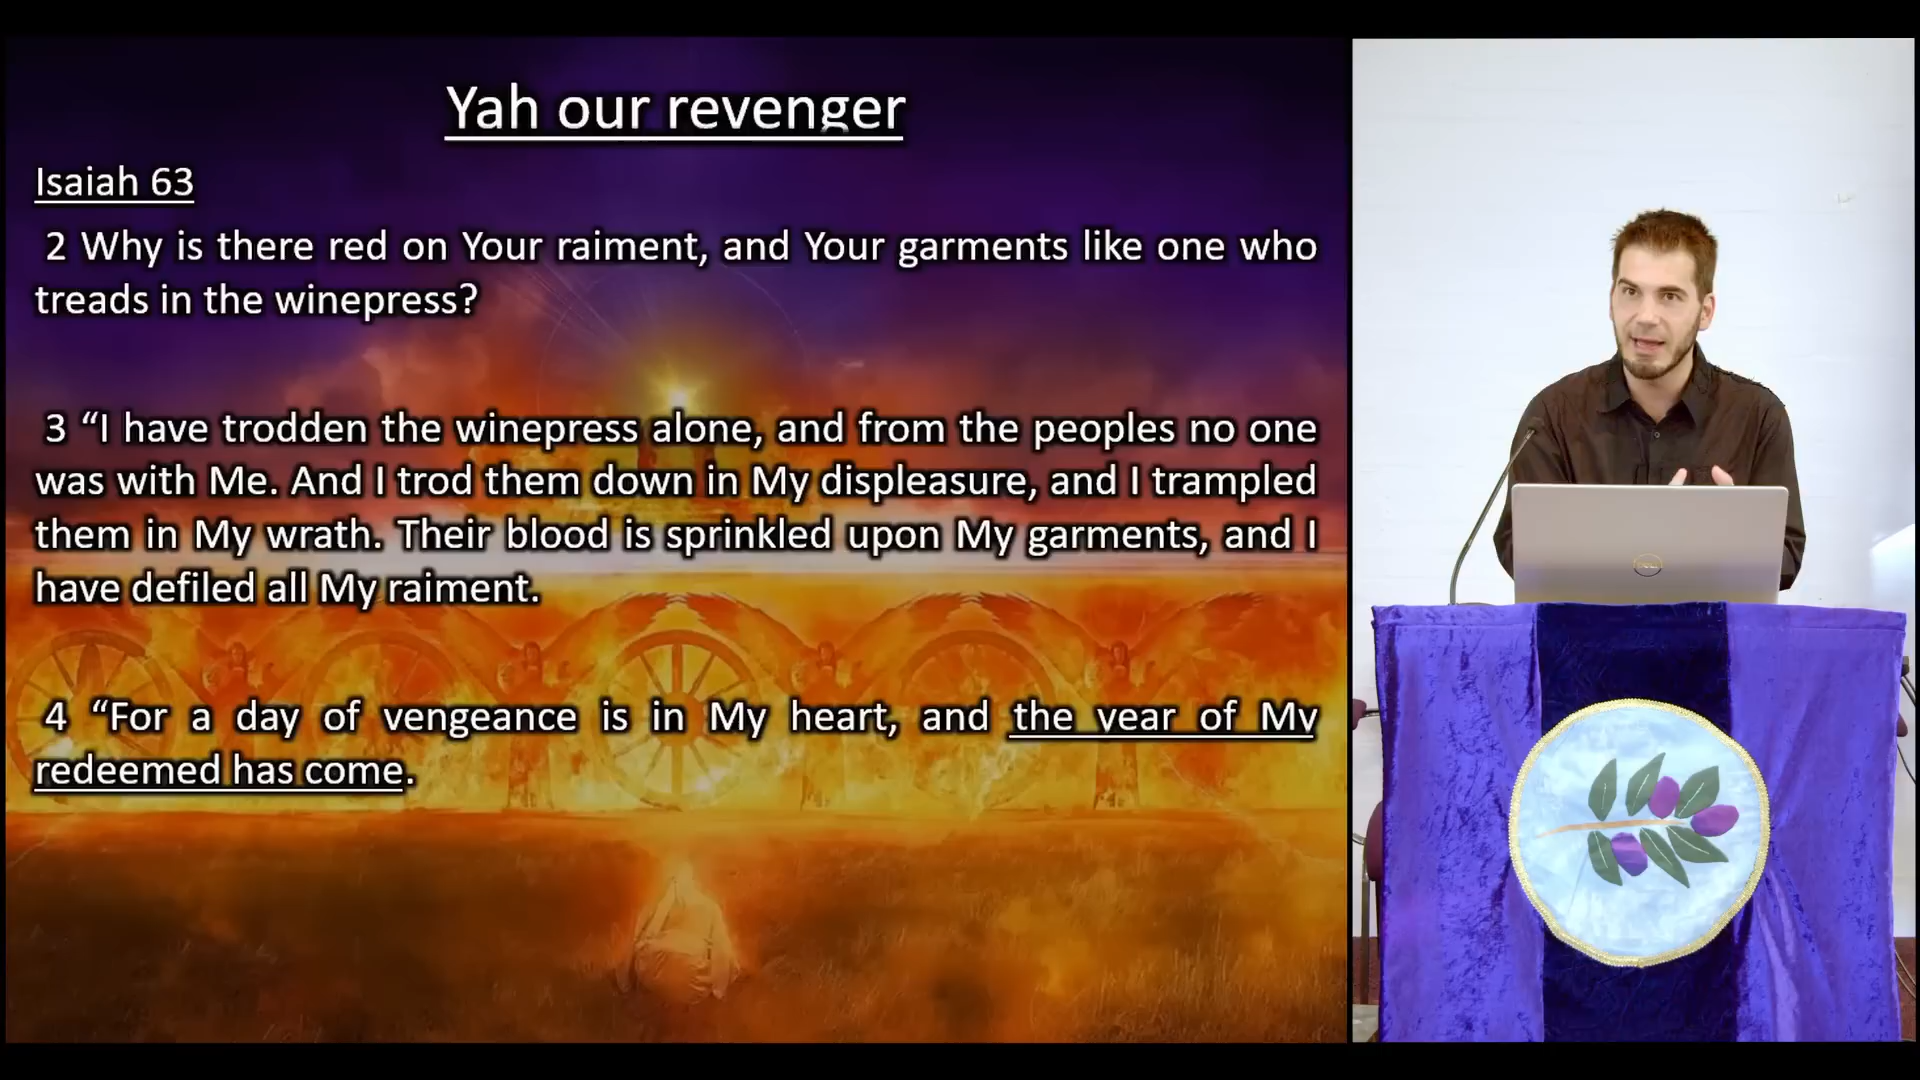 Yah our revenger
Isaiah 63
2 Why is there red on Your raiment, and Your garments like one who
treads in the winepress?
3 “I have trodden the winepress alone, and from the peoples no one
was with Me. And I trod them down in My displeasure, and I trampled
them in My wrath. Their blood is sprinkled upon My garments, and I
have defiled all My raiment.
4 “For a day of vengeance is in My heart, and the year of My
redeemed has come.
DELL